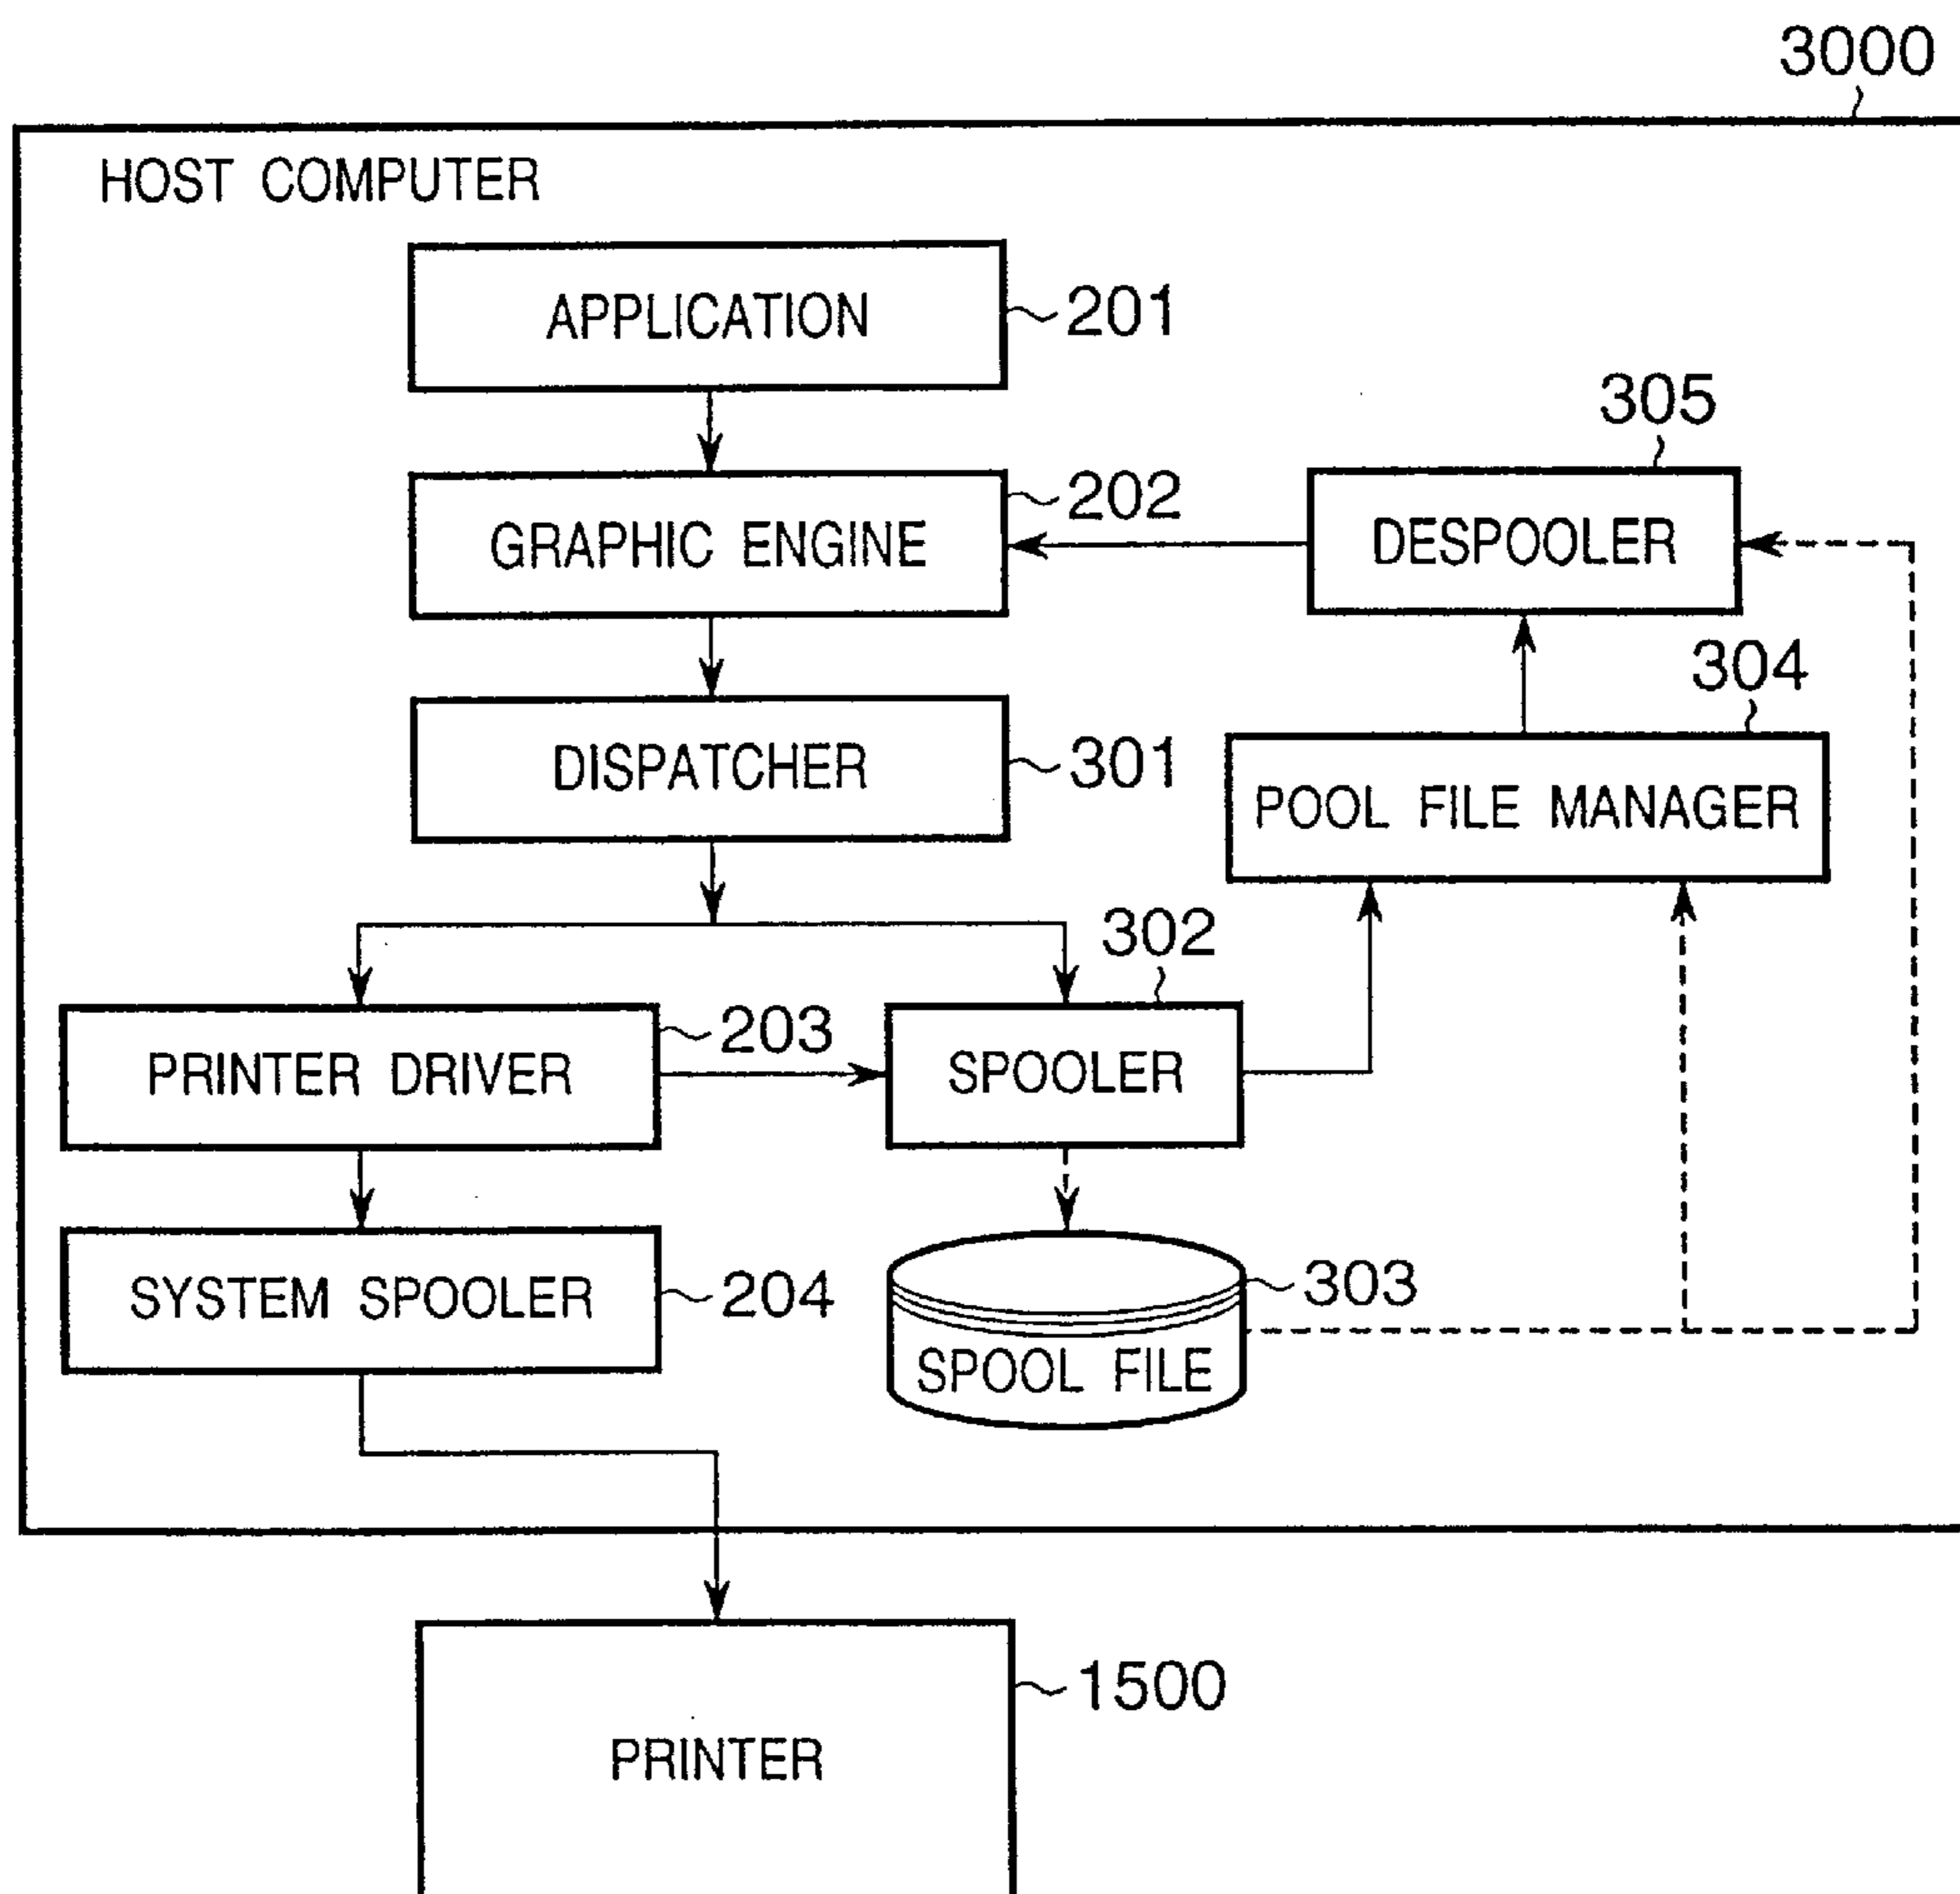 3000
HOST COMPUTER
APPLICATION
201
305
GRAPHIC ENGINE
202
DESPOOLER
304
DISPATCHER
301
POOL FILE MANAGER
302
PRINTER DRIVER
203
SPOOLER
SYSTEM SPOOLER
204
303
SPOOL FILE
1500
PRINTER